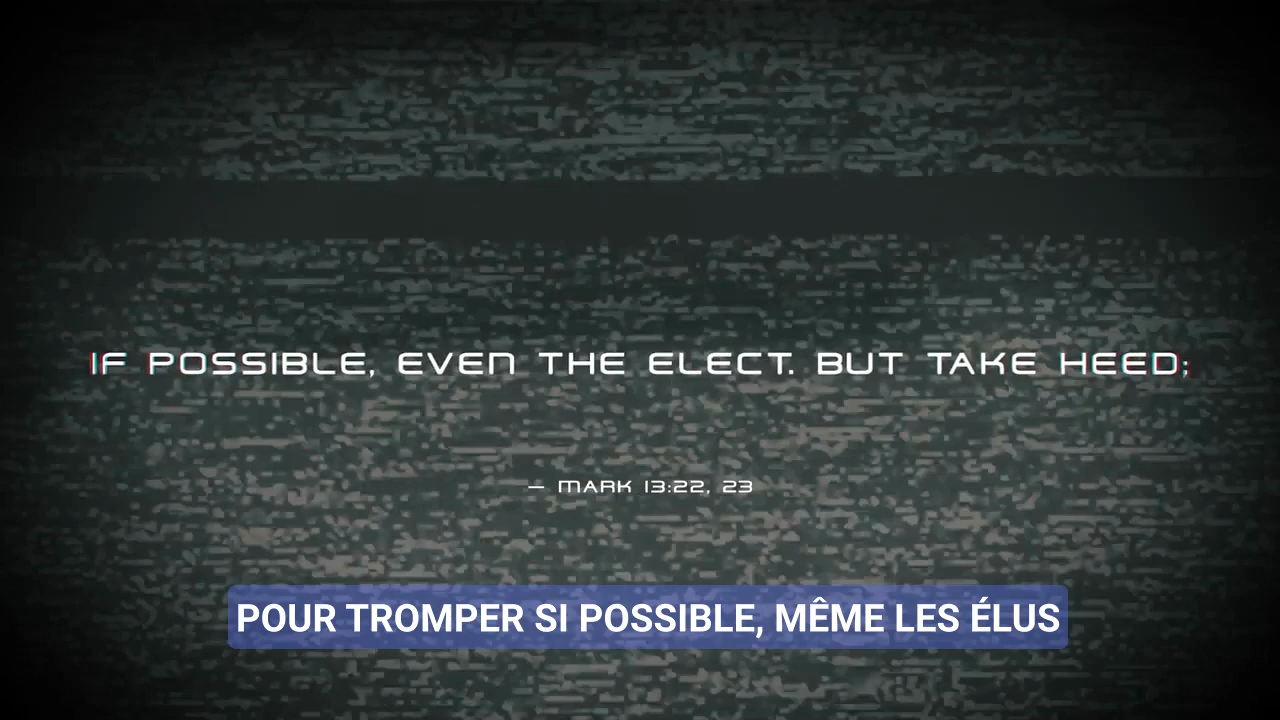 IF POSSIBLE, EVEN THE ELECT. BUT TAKE HEED;
– MARK 13:22, 23
POUR TROMPER SI POSSIBLE, MÊME LES ÉLUS